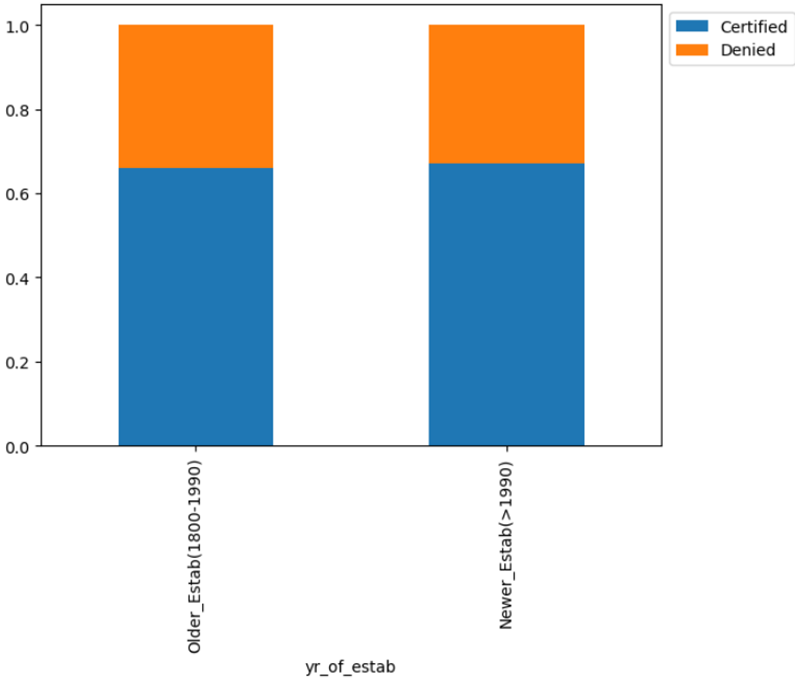 1.0
0.8
0.6
0.4
0.2
0.0
Certified
Denied
Older_Estab(1800-1990)
Newer_Estab(>1990)
yr_of_estab